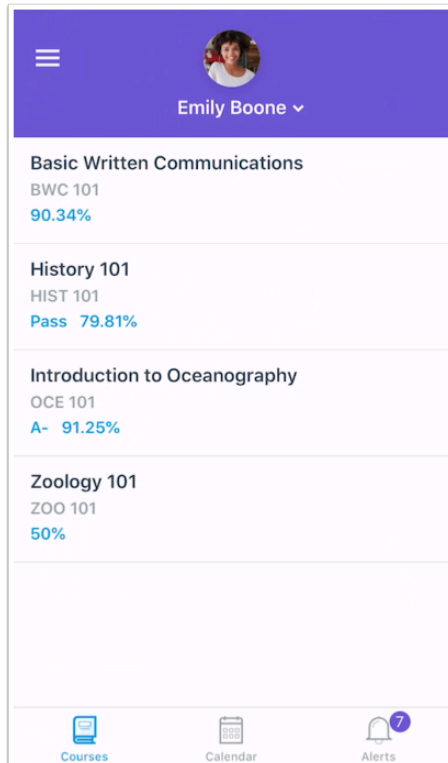 Emily Boone
Basic Written Communications
BWC 101
90.34%
History 101
HIST 101
Pass 79.81%
Introduction to Oceanography
OCE 101
A- 91.25%
Zoology 101
ZOO 101
50%
7
Courses Calendar Alerts